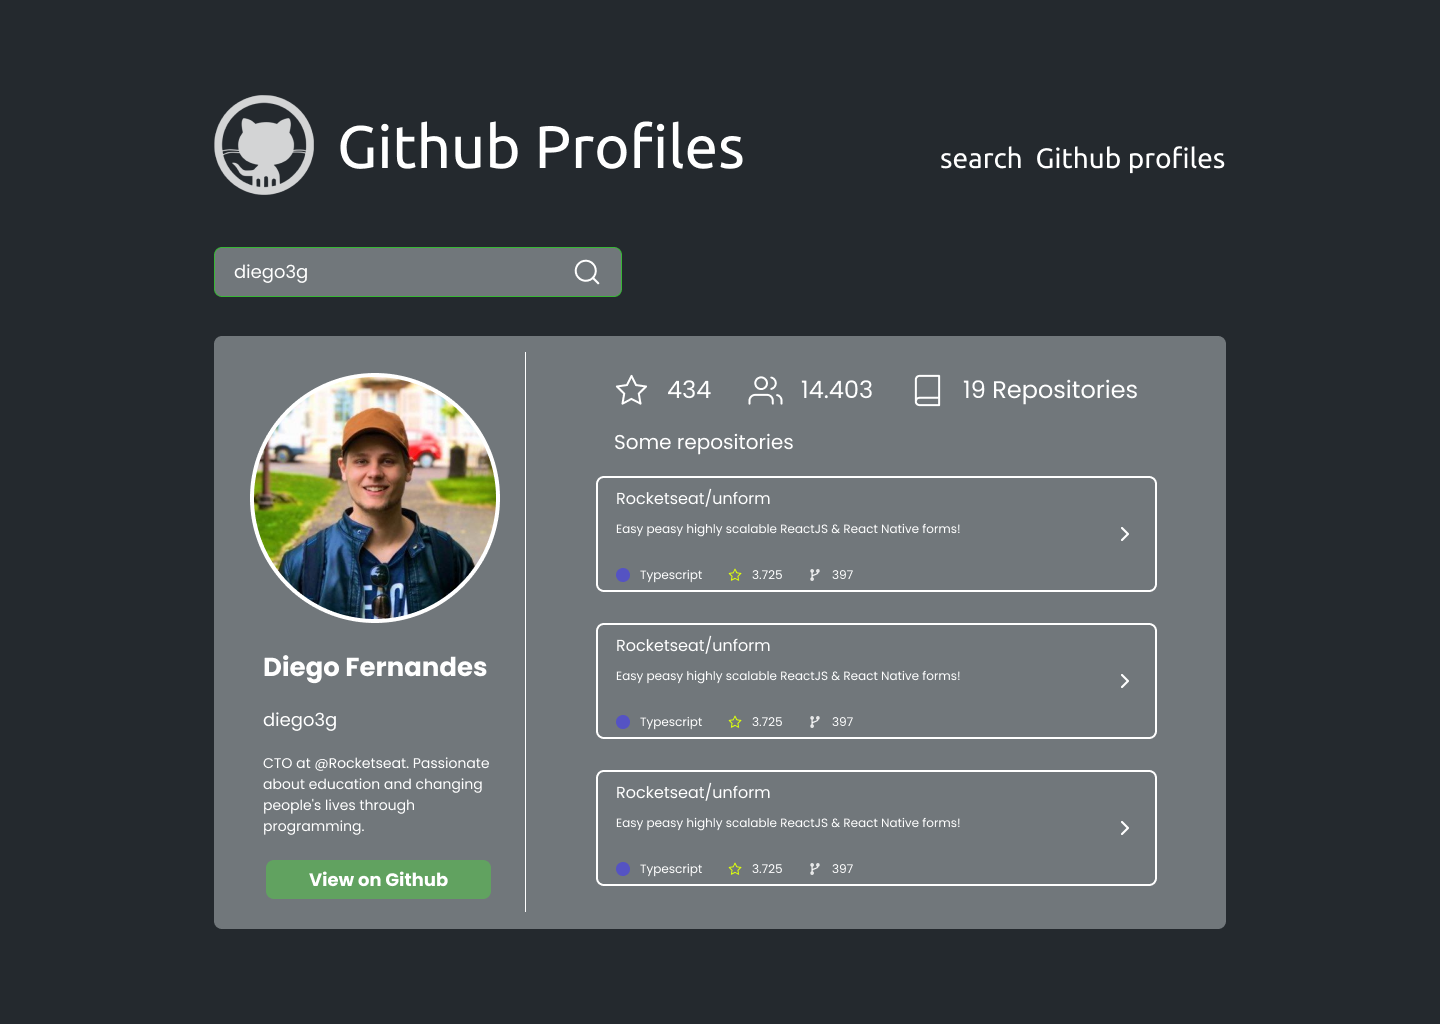 Github Profiles
search Github profiles
diego3g
Diego Fernandes
diego3g
CTO at @Rocketseat. Passionate
about education and changing
people's lives through
programming.
View on Github
434
14.403
19 Repositories
Some repositories
Rocketseat/unform
Easy peasy highly scalable ReactJS & React Native forms!
Typescript 3.725 397
Rocketseat/unform
Easy peasy highly scalable ReactJS & React Native forms!
Typescript 3.725 397
Rocketseat/unform
Easy peasy highly scalable ReactJS & React Native forms!
Typescript 3.725 397